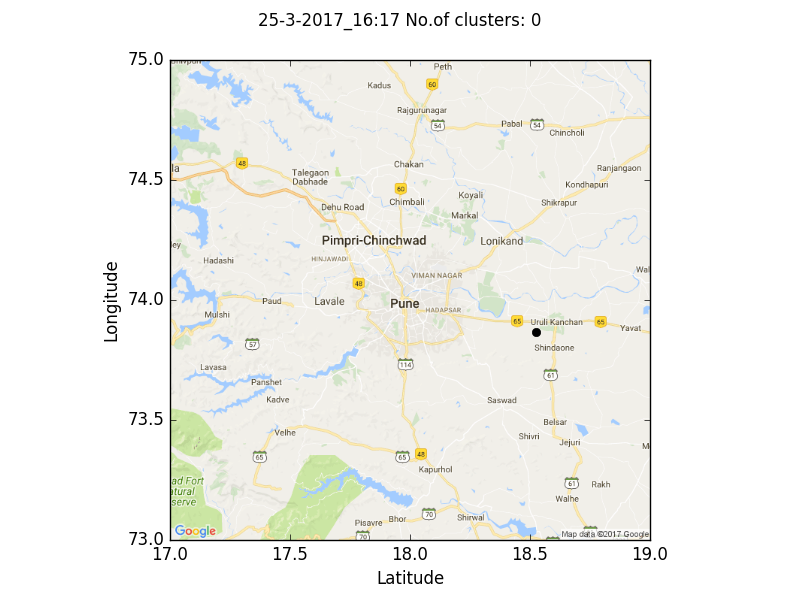 25-3-2017_16:17 No.of clusters: 0
75.0
74.5
74.0
73.5
73.0
17.0
17.5
18.0
18.5
19.0
Longitude
Latitude
Peth
60
Kadus
Rajgurunagar
54
Pabal
54
Chincholi
48
Talegaon
Dabhade
Chakan
Ranjangaon
Kondhapuri
60
Chimbali
Koyali
Shikrapur
Dehu Road
Markal
Pimpri-Chinchwad
Lonikand
Hadashi
HINJAWADI
VIMAN NAGAR
48
Paud
Lavale
Pune
HADAPSAR
Mulshi
65
Uruli Kanchan
65
Yavat
57
Shindaone
Lavasa
114
61
Panshet
Kadve
Saswad
Belsar
Velhe
Shivri
Jejuri
65
65
48
Kapurhol
61
Rakh
Walhe
ad Fort
atural
serve
Pisavre
Bhor
70
Shirwal
70
Google
Map data ©2017 Google